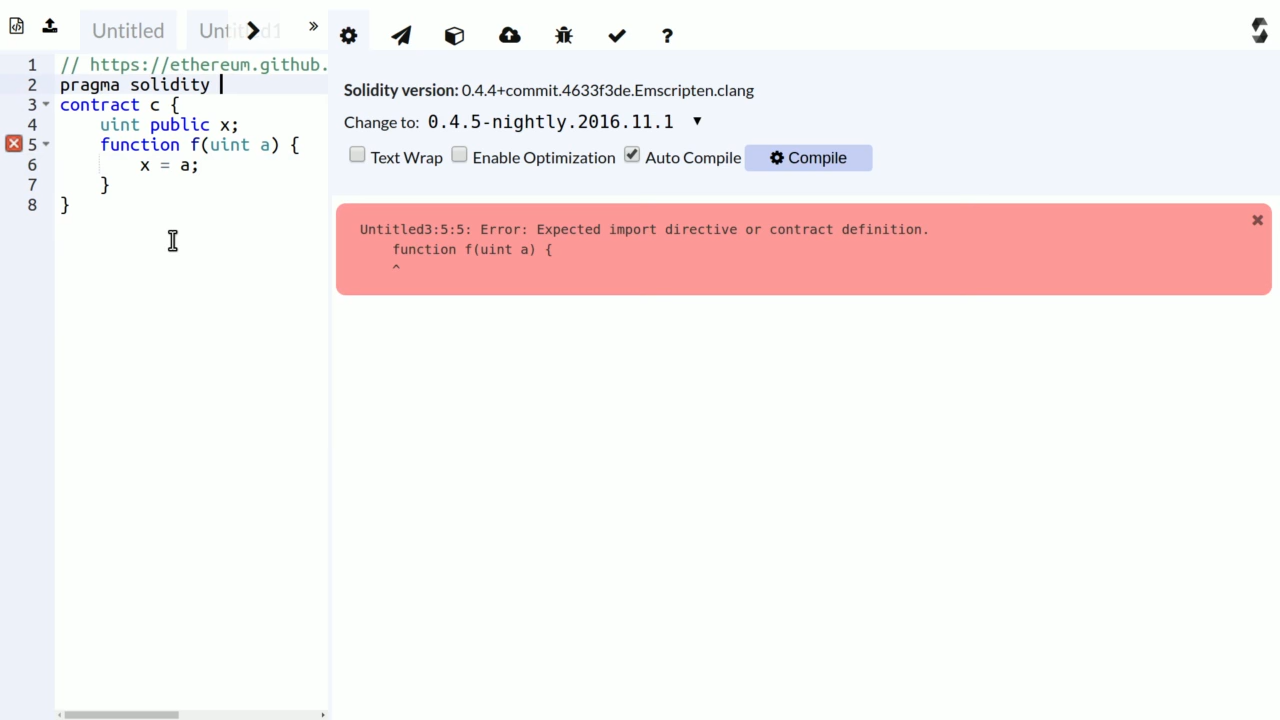 Untitled
Untitled1
»
?
1 // https://ethereum.github.
2 pragma solidity
3 contract c {
4 uint public x;
5 function f(uint a) {
6 x = a;
7 }
8 }
Solidity version: 0.4.4+commit.4633f3de.Emscripten.clang
Change to: 0.4.5-nightly.2016.11.1
Text Wrap Enable Optimization Auto Compile Compile
Untitled3:5:5: Error: Expected import directive or contract definition.
function f(uint a) {
^